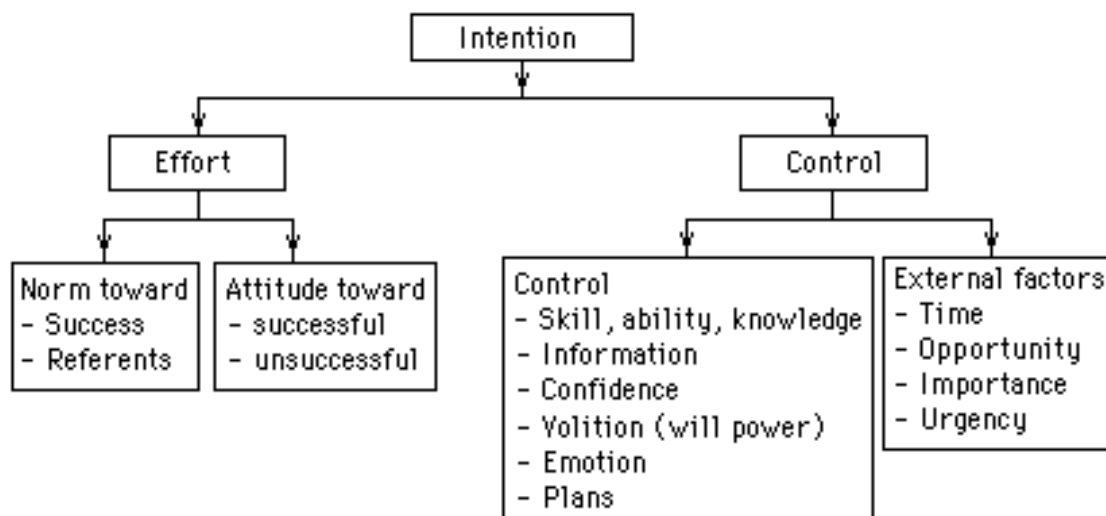 Intention
Effort
Control
Norm toward
- Success
- Referents
Attitude toward
- successful
- unsuccessful
Control
- Skill, ability, knowledge
- Information
- Confidence
- Volition (will power)
- Emotion
- Plans
External factors
- Time
- Opportunity
- Importance
- Urgency